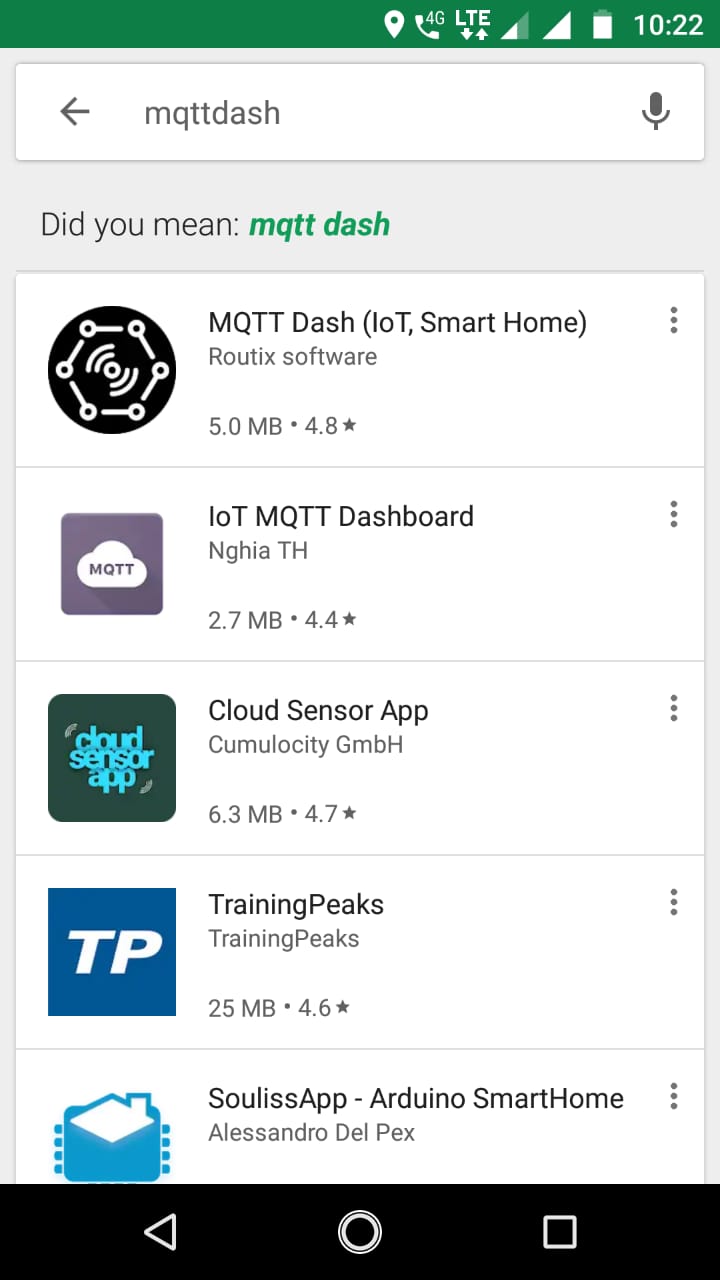 4G LTE 10:22
mqttdash
Did you mean: mqtt dash
MQTT Dash (IoT, Smart Home)
Routix software
5.0 MB • 4.8★
MQTT
IoT MQTT Dashboard
Nghia TH
2.7 MB • 4.4★
cloud
sensor
app
Cloud Sensor App
Cumulocity GmbH
6.3 MB • 4.7★
TP
TrainingPeaks
TrainingPeaks
25 MB • 4.6★
SoulissApp - Arduino SmartHome
Alessandro Del Pex